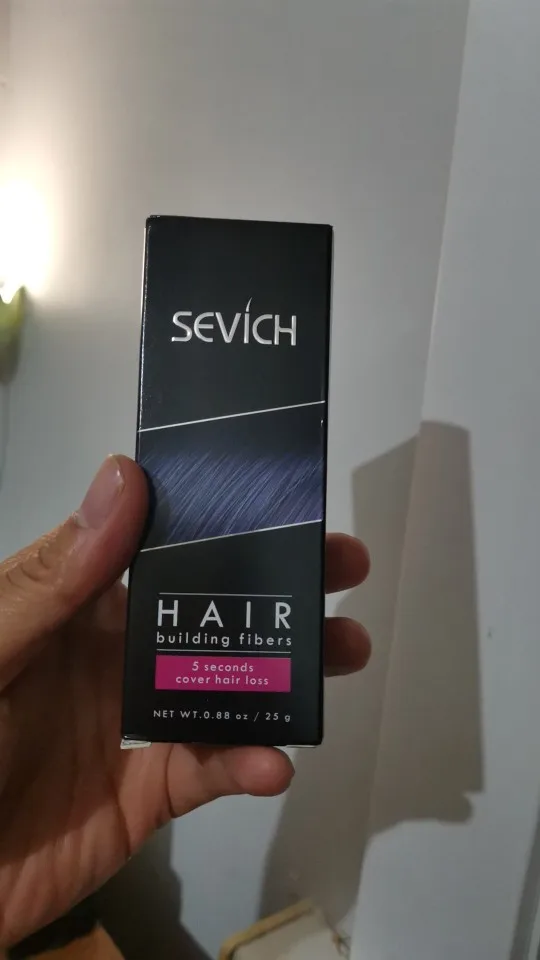 SEVICH
HAIR
building fibers
5 seconds
cover hair loss
NET WT.0.88 oz / 25 g